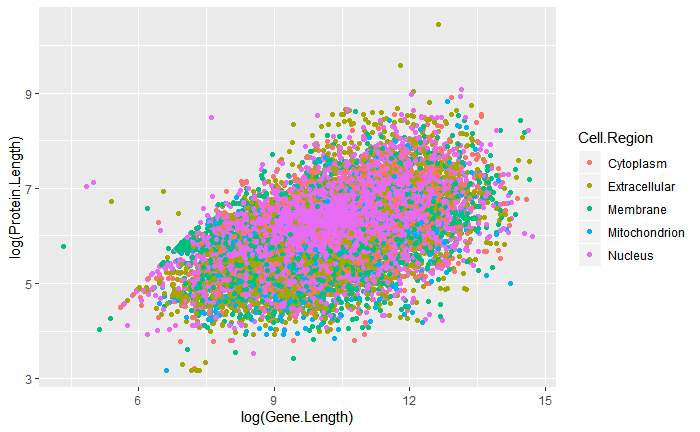 9
7
5
3
log(Protein.Length)
6
9
12
15
log(Gene.Length)
Cell.Region
Cytoplasm
Extracellular
Membrane
Mitochondrion
Nucleus